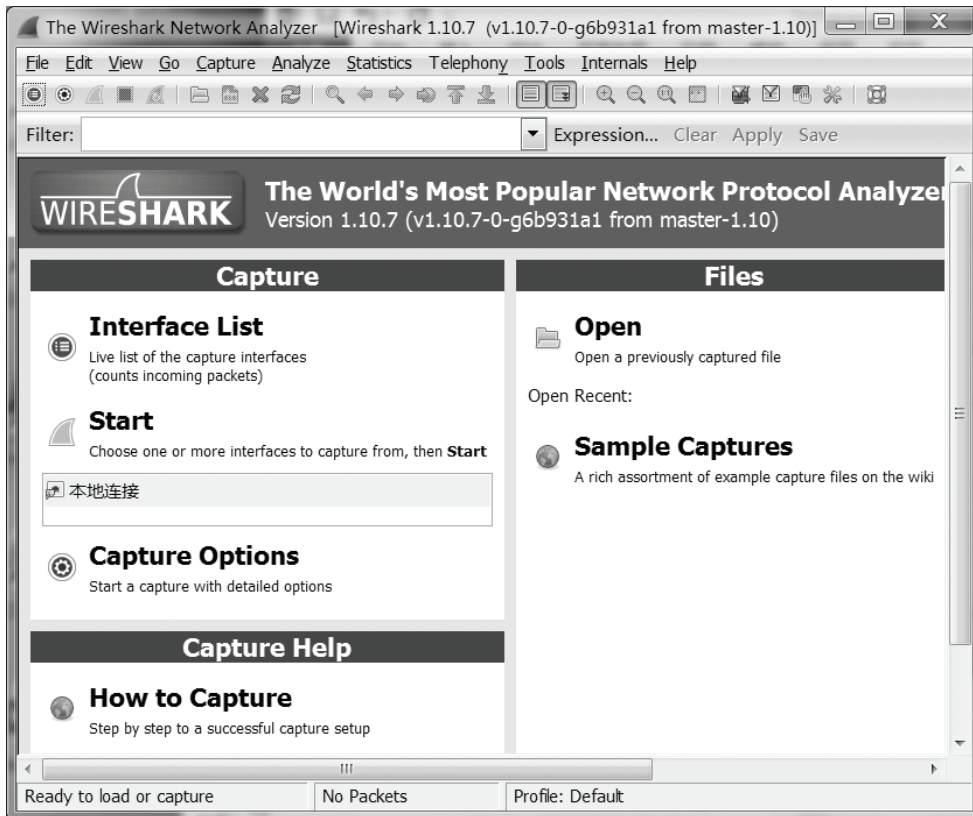 The Wireshark Network Analyzer [Wireshark 1.10.7 (v1.10.7-0-g6b931a1 from master-1.10)]
File Edit View Go Capture Analyze Statistics Telephony Tools Internals Help
Filter: Expression... Clear Apply Save
WIRESHARK
The World's Most Popular Network Protocol Analyzer
Version 1.10.7 (v1.10.7-0-g6b931a1 from master-1.10)
Capture
Interface List
Live list of the capture interfaces
(counts incoming packets)
Start
Choose one or more interfaces to capture from, then Start
本地连接
Capture Options
Start a capture with detailed options
Capture Help
How to Capture
Step by step to a successful capture setup
Files
Open
Open a previously captured file
Open Recent:
Sample Captures
A rich assortment of example capture files on the wiki
Ready to load or capture
No Packets
Profile: Default